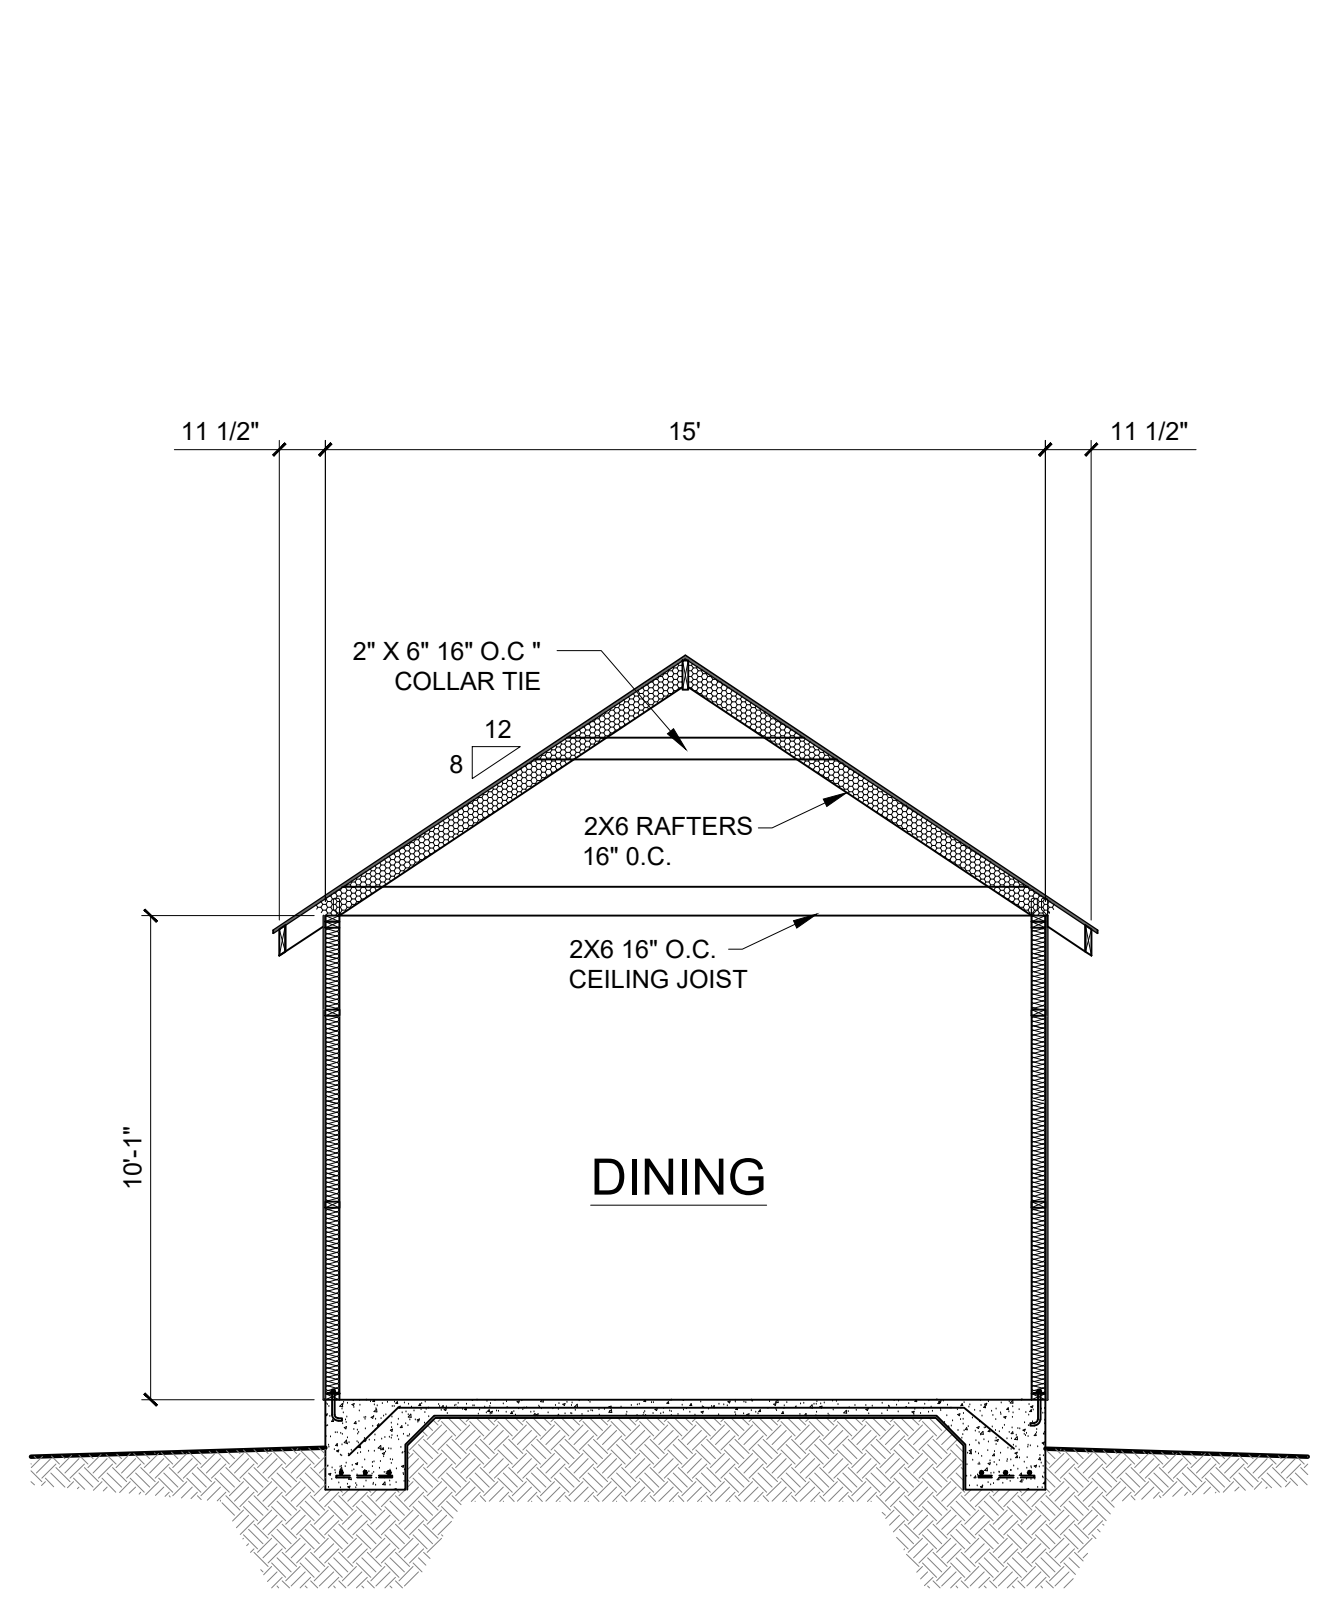 11 1/2"
15'
11 1/2"
2" X 6" 16" O.C "
COLLAR TIE
12
8
2X6 RAFTERS
16" 0.C.
2X6 16" O.C.
CEILING JOIST
10'-1"
DINING